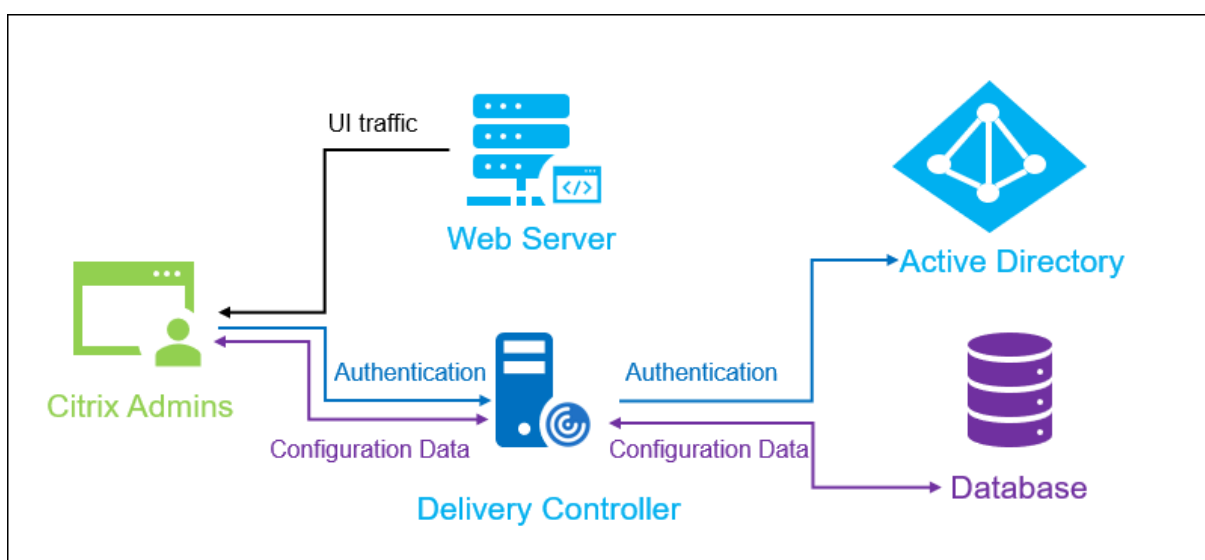 UI traffic
</>
Web Server
Active Directory
Citrix Admins
Authentication
Authentication
Configuration Data
Configuration Data
Delivery Controller
Database